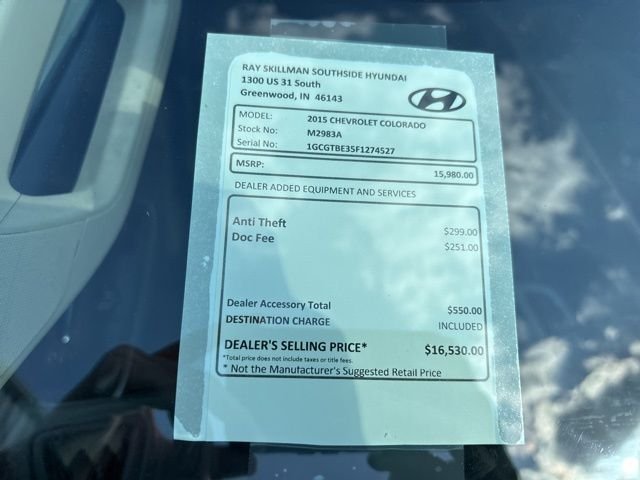 RAY SKILLMAN SOUTHSIDE HYUNDAI
1300 US 31 South
Greenwood, IN 46143
MODEL: 2015 CHEVROLET COLORADO
Stock No: M2983A
Serial No: 1GCGTBE35F1274527
MSRP: 15,980.00
DEALER ADDED EQUIPMENT AND SERVICES
Anti Theft $299.00
Doc Fee $251.00
Dealer Accessory Total $550.00
DESTINATION CHARGE INCLUDED
DEALER'S SELLING PRICE* $16,530.00
*Total price does not include taxes or title fees.
* Not the Manufacturer's Suggested Retail Price